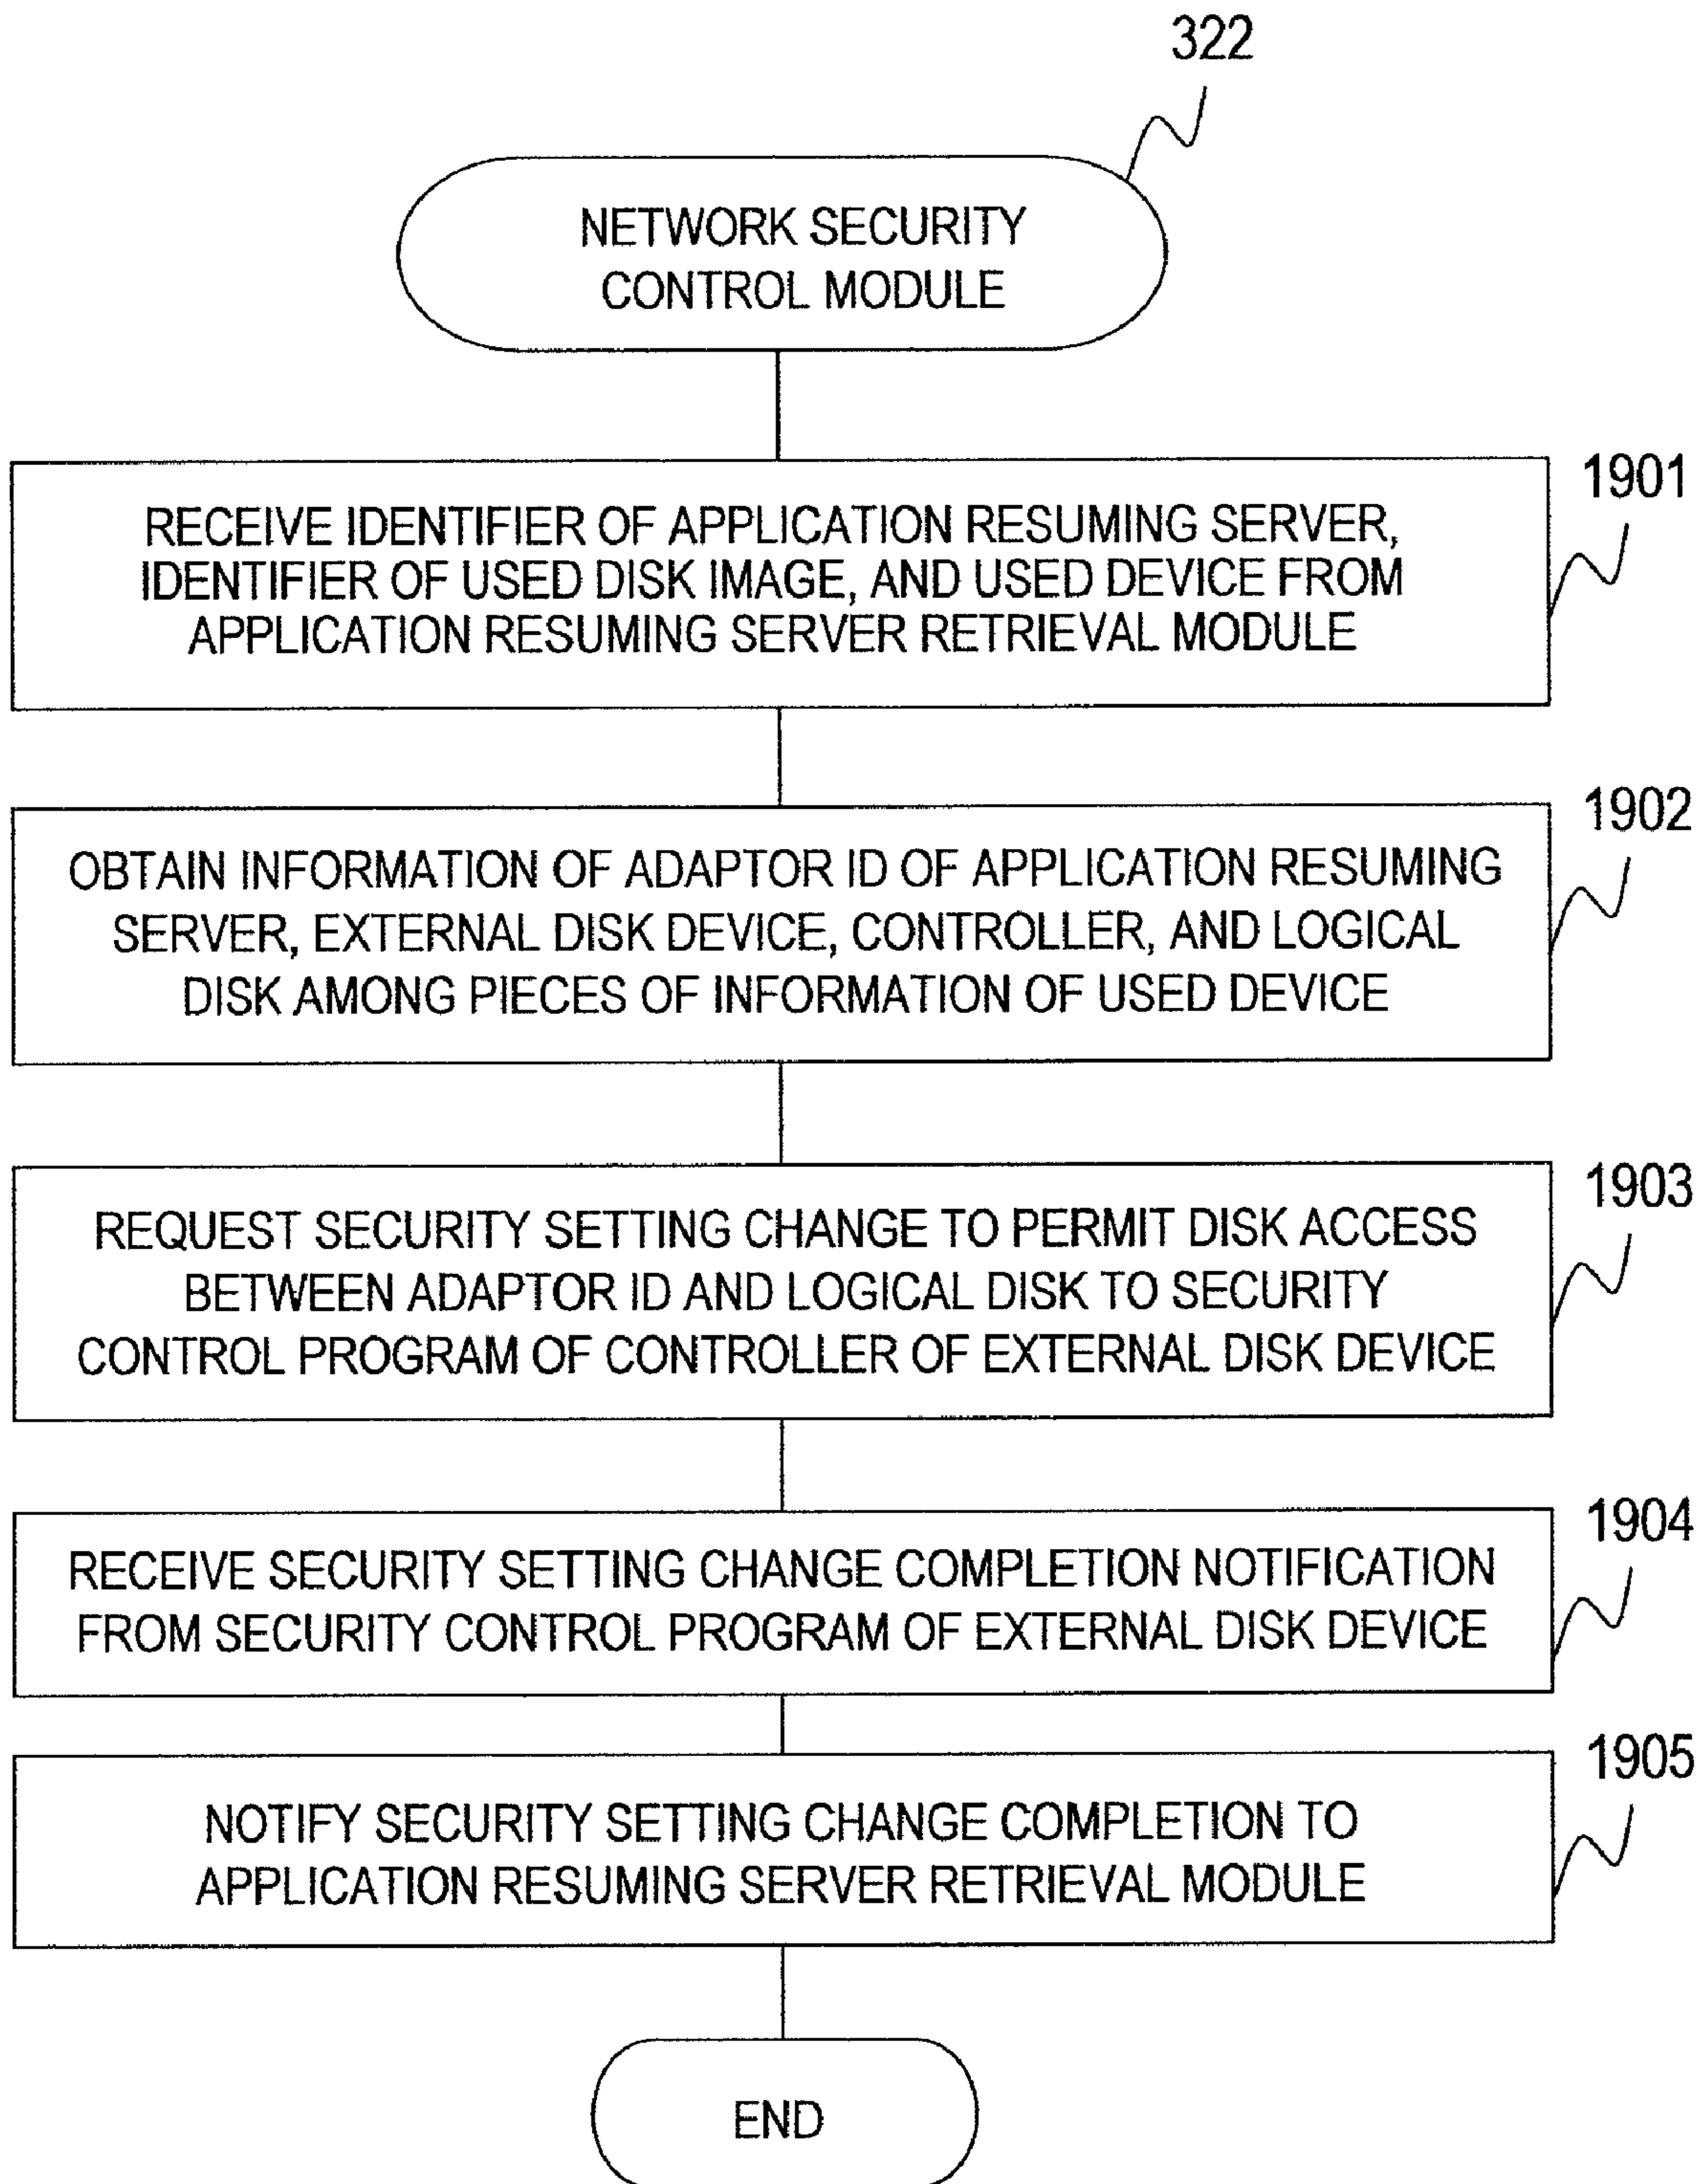 322
NETWORK SECURITY
CONTROL MODULE
1901
RECEIVE IDENTIFIER OF APPLICATION RESUMING SERVER,
IDENTIFIER OF USED DISK IMAGE, AND USED DEVICE FROM
APPLICATION RESUMING SERVER RETRIEVAL MODULE
1902
OBTAIN INFORMATION OF ADAPTOR ID OF APPLICATION RESUMING
SERVER, EXTERNAL DISK DEVICE, CONTROLLER, AND LOGICAL
DISK AMONG PIECES OF INFORMATION OF USED DEVICE
1903
REQUEST SECURITY SETTING CHANGE TO PERMIT DISK ACCESS
BETWEEN ADAPTOR ID AND LOGICAL DISK TO SECURITY
CONTROL PROGRAM OF CONTROLLER OF EXTERNAL DISK DEVICE
1904
RECEIVE SECURITY SETTING CHANGE COMPLETION NOTIFICATION
FROM SECURITY CONTROL PROGRAM OF EXTERNAL DISK DEVICE
1905
NOTIFY SECURITY SETTING CHANGE COMPLETION TO
APPLICATION RESUMING SERVER RETRIEVAL MODULE
END